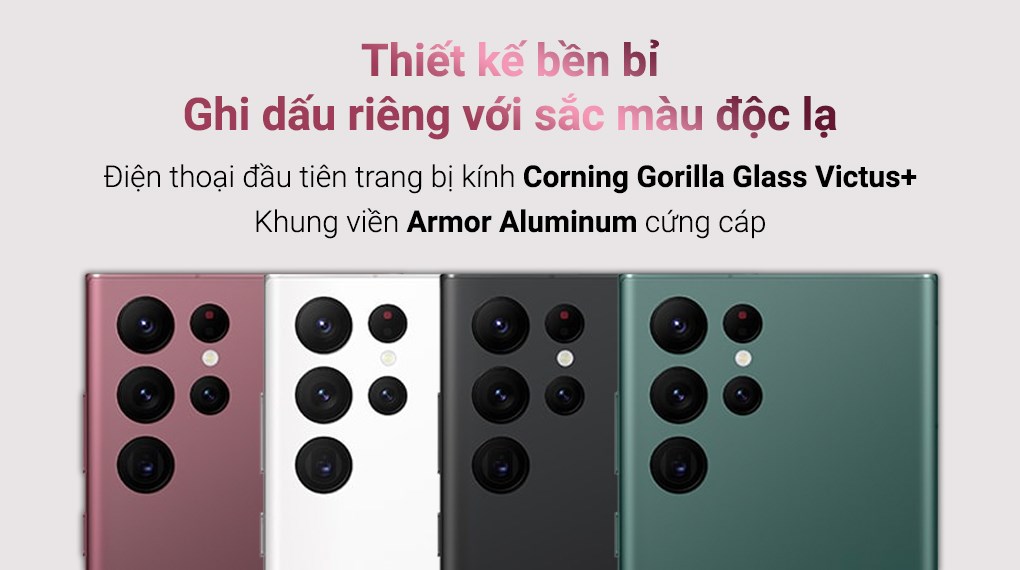 Thiết kế bền bỉ
Ghi dấu riêng với sắc màu độc lạ
Điện thoại đầu tiên trang bị kính Corning Gorilla Glass Victus+
Khung viền Armor Aluminum cứng cáp